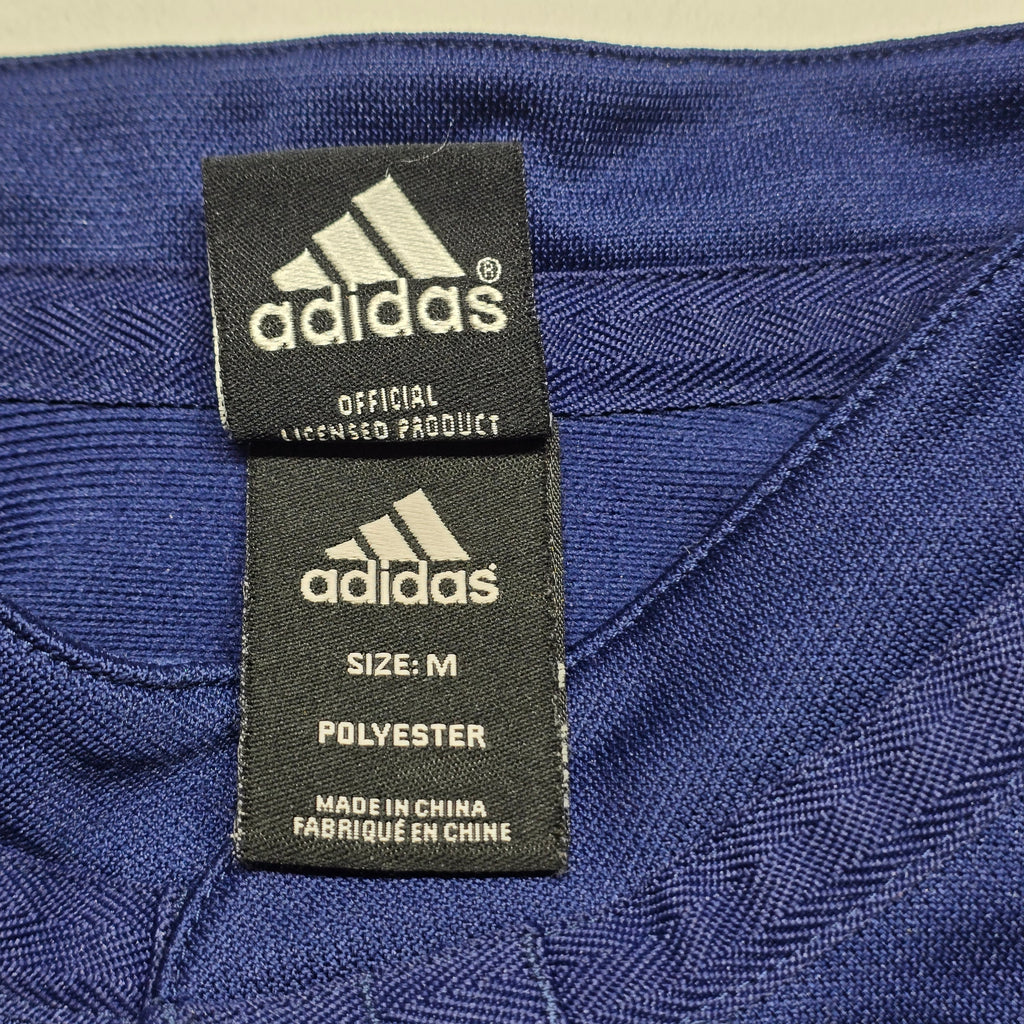 adidas®
OFFICIAL
LICENSED PRODUCT
adidas
SIZE: M
POLYESTER
MADE IN CHINA
FABRIQUÉ EN CHINE